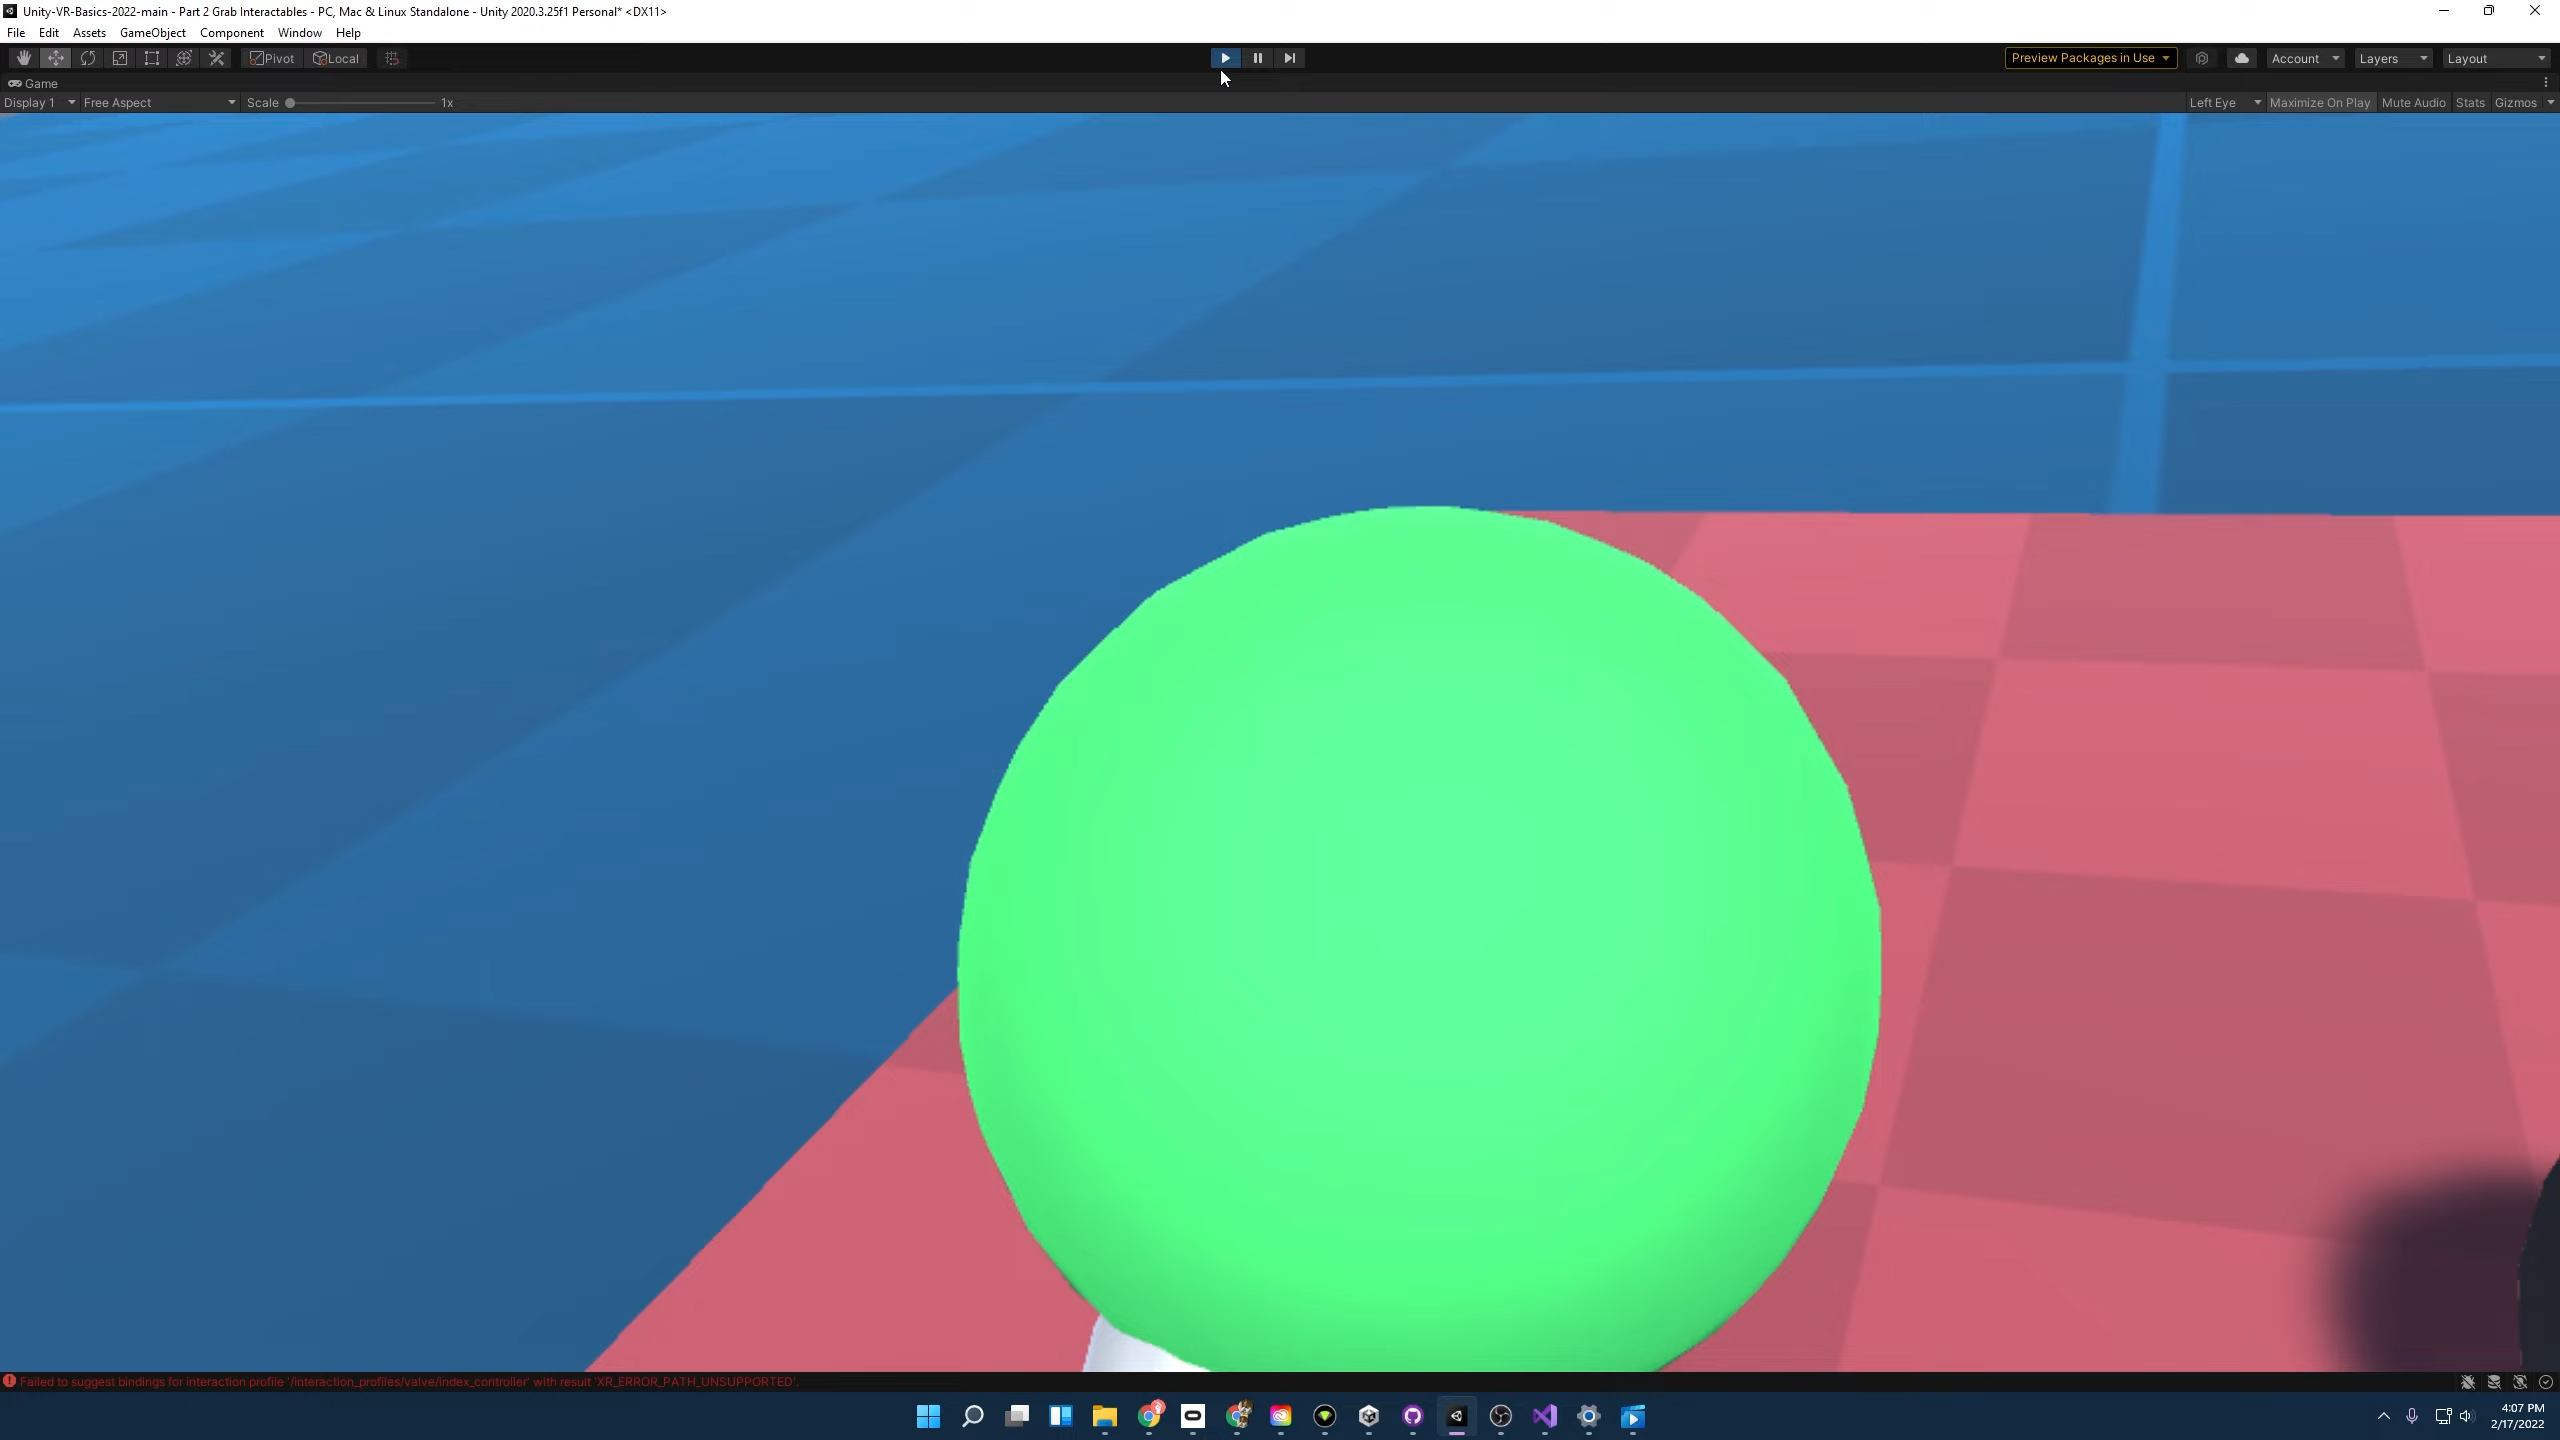 Unity-VR-Basics-2022-main - Part 2 Grab Interactables - PC, Mac & Linux Standalone - Unity 2020.3.25f1 Personal* <DX11>
File Edit Assets GameObject Component Window Help
Pivot Local Preview Packages in Use Account Layers Layout
Game
Display 1 Free Aspect Scale 1x Left Eye Maximize On Play Mute Audio Stats Gizmos
Failed to suggest bindings for interaction profile '/interaction_profiles/valve/index_controller' with result 'XR_ERROR_PATH_UNSUPPORTED'.
4:07 PM
2/17/2022